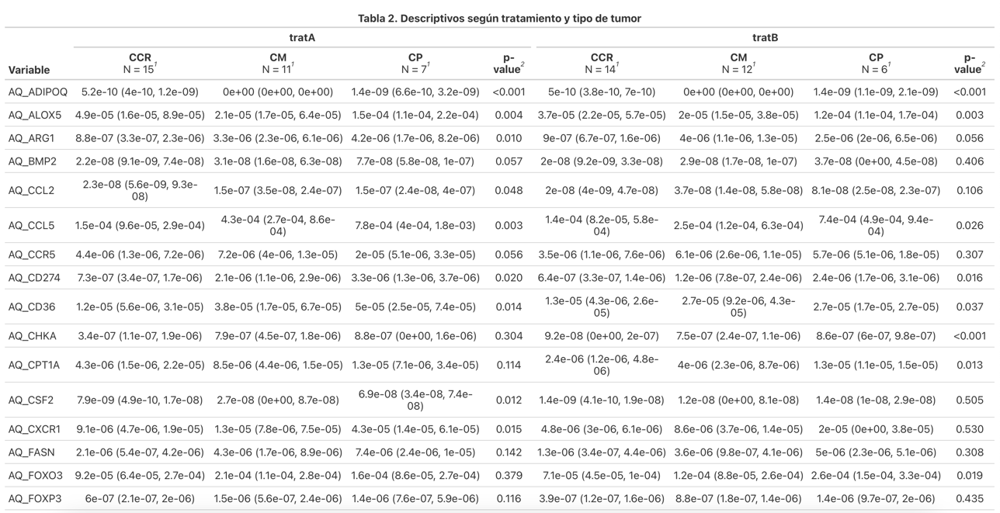 Tabla 2. Descriptivos según tratamiento y tipo de tumor
tratA tratB
Variable CCR N = 15¹ CM N = 11¹ CP N = 7¹ p-value² CCR N = 14¹ CM N = 12¹ CP N = 6¹ p-value²
AQ_ADIPOQ 5.2e-10 (4e-10, 1.2e-09) 0e+00 (0e+00, 0e+00) 1.4e-09 (6.6e-10, 3.2e-09) <0.001 5e-10 (3.8e-10, 7e-10) 0e+00 (0e+00, 0e+00) 1.4e-09 (1.1e-09, 2.1e-09) <0.001
AQ_ALOX5 4.9e-05 (1.6e-05, 8.9e-05) 2.1e-05 (1.7e-05, 6.4e-05) 1.5e-04 (1.1e-04, 2.2e-04) 0.004 3.7e-05 (2.2e-05, 5.7e-05) 2e-05 (1.5e-05, 3.8e-05) 1.2e-04 (1.1e-04, 1.7e-04) 0.003
AQ_ARG1 8.8e-07 (3.3e-07, 2.3e-06) 3.3e-06 (2.3e-06, 6.1e-06) 4.2e-06 (1.7e-06, 8.2e-06) 0.010 9e-07 (6.7e-07, 1.6e-06) 4e-06 (1.1e-06, 1.3e-05) 2.5e-06 (2e-06, 6.5e-06) 0.056
AQ_BMP2 2.2e-08 (9.1e-09, 7.4e-08) 3.1e-08 (1.6e-08, 6.3e-08) 7.7e-08 (5.8e-08, 1e-07) 0.057 2e-08 (9.2e-09, 3.3e-08) 2.9e-08 (1.7e-08, 1e-07) 3.7e-08 (0e+00, 4.5e-08) 0.406
AQ_CCL2 2.3e-08 (5.6e-09, 9.3e-08) 1.5e-07 (3.5e-08, 2.4e-07) 1.5e-07 (2.4e-08, 4e-07) 0.048 2e-08 (4e-09, 4.7e-08) 3.7e-08 (1.4e-08, 5.8e-08) 8.1e-08 (2.5e-08, 2.3e-07) 0.106
AQ_CCL5 1.5e-04 (9.6e-05, 2.9e-04) 4.3e-04 (2.7e-04, 8.6e-04) 7.8e-04 (4e-04, 1.8e-03) 0.003 1.4e-04 (8.2e-05, 5.8e-04) 2.5e-04 (1.2e-04, 6.3e-04) 7.4e-04 (4.9e-04, 9.4e-04) 0.026
AQ_CCR5 4.4e-06 (1.3e-06, 7.2e-06) 7.2e-06 (4e-06, 1.3e-05) 2e-05 (5.1e-06, 3.3e-05) 0.056 3.5e-06 (1.1e-06, 7.6e-06) 6.1e-06 (2.6e-06, 1.1e-05) 5.7e-06 (5.1e-06, 1.8e-05) 0.307
AQ_CD274 7.3e-07 (3.4e-07, 1.7e-06) 2.1e-06 (1.1e-06, 2.9e-06) 3.3e-06 (1.3e-06, 3.7e-06) 0.020 6.4e-07 (3.3e-07, 1.4e-06) 1.2e-06 (7.8e-07, 2.4e-06) 2.4e-06 (1.7e-06, 3.1e-06) 0.016
AQ_CD36 1.2e-05 (5.6e-06, 3.1e-05) 3.8e-05 (1.7e-05, 6.7e-05) 5e-05 (2.5e-05, 7.4e-05) 0.014 1.3e-05 (4.3e-06, 2.6e-05) 2.7e-05 (9.2e-06, 4.3e-05) 2.7e-05 (1.7e-05, 2.7e-05) 0.037
AQ_CHKA 3.4e-07 (1.1e-07, 1.9e-06) 7.9e-07 (4.5e-07, 1.8e-06) 8.8e-07 (0e+00, 1.6e-06) 0.304 9.2e-08 (0e+00, 2e-07) 7.5e-07 (2.4e-07, 1.1e-06) 8.6e-07 (6e-07, 9.8e-07) <0.001
AQ_CPT1A 4.3e-06 (1.5e-06, 2.2e-05) 8.5e-06 (4.4e-06, 1.5e-05) 1.3e-05 (7.1e-06, 3.4e-05) 0.114 2.4e-06 (1.2e-06, 4.8e-06) 4e-06 (2.3e-06, 8.7e-06) 1.3e-05 (1.1e-05, 1.5e-05) 0.013
AQ_CSF2 7.9e-09 (4.9e-10, 1.7e-08) 2.7e-08 (0e+00, 8.7e-08) 6.9e-08 (3.4e-08, 7.4e-08) 0.012 1.4e-09 (4.1e-10, 1.9e-08) 1.2e-08 (0e+00, 8.1e-08) 1.4e-08 (1e-08, 2.9e-08) 0.505
AQ_CXCR1 9.1e-06 (4.7e-06, 1.9e-05) 1.3e-05 (7.8e-06, 7.5e-05) 4.3e-05 (1.4e-05, 6.1e-05) 0.015 4.8e-06 (3e-06, 6.1e-06) 8.6e-06 (3.7e-06, 1.4e-05) 2e-05 (0e+00, 3.8e-05) 0.530
AQ_FASN 2.1e-06 (5.4e-07, 4.2e-06) 4.3e-06 (1.7e-06, 8.9e-06) 7.4e-06 (2.4e-06, 1e-05) 0.142 1.3e-06 (3.4e-07, 4.4e-06) 3.6e-06 (9.8e-07, 4.1e-06) 5e-06 (2.3e-06, 5.1e-06) 0.308
AQ_FOXO3 9.2e-05 (6.4e-05, 2.7e-04) 2.1e-04 (1.1e-04, 2.8e-04) 1.6e-04 (8.6e-05, 2.7e-04) 0.379 7.1e-05 (4.5e-05, 1e-04) 1.2e-04 (8.8e-05, 2.6e-04) 2.6e-04 (1.5e-04, 3.3e-04) 0.019
AQ_FOXP3 6e-07 (2.1e-07, 2e-06) 1.5e-06 (5.6e-07, 2.4e-06) 1.4e-06 (7.6e-07, 5.9e-06) 0.116 3.9e-07 (1.2e-07, 1.6e-06) 8.8e-07 (1.8e-07, 1.4e-06) 1.4e-06 (9.7e-07, 2e-06) 0.435